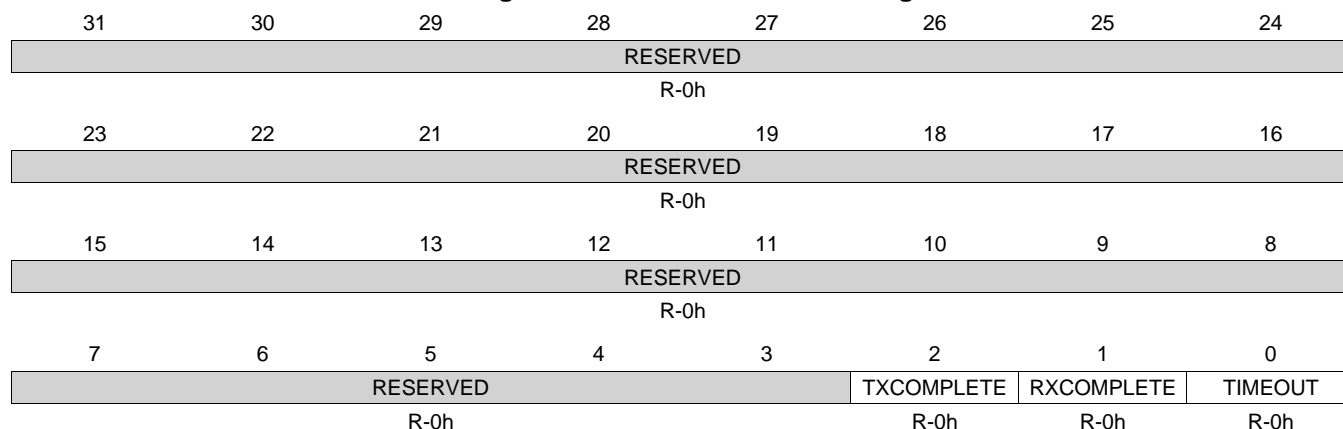 31 30 29 28 27 26 25 24
RESERVED
R-0h
23 22 21 20 19 18 17 16
RESERVED
R-0h
15 14 13 12 11 10 9 8
RESERVED
R-0h
7 6 5 4 3 2 1 0
RESERVED TXCOMPLETE RXCOMPLETE TIMEOUT
R-0h R-0h R-0h R-0h